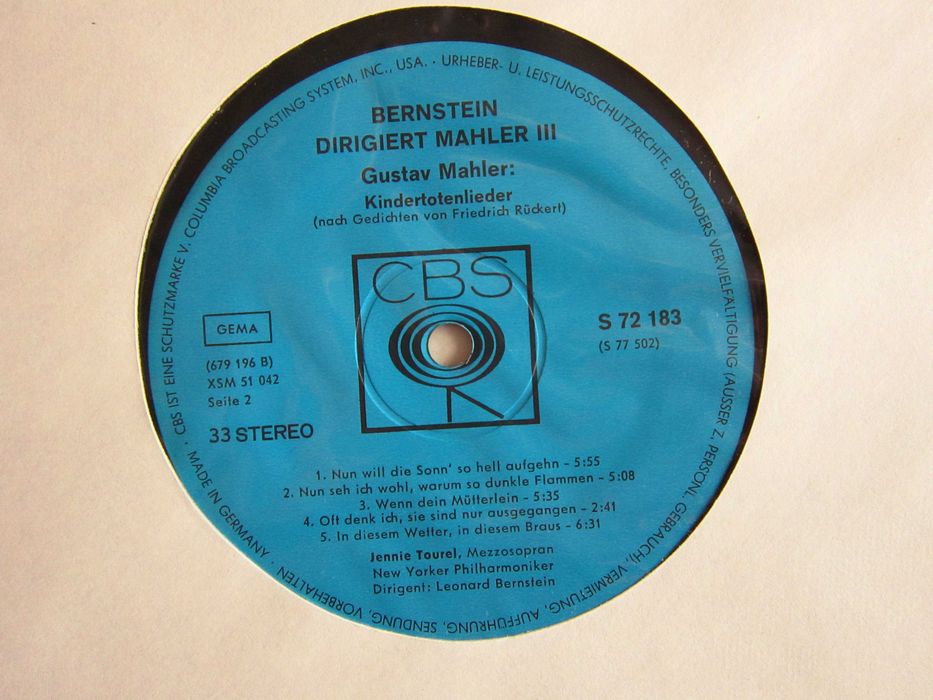 BERNSTEIN
DIRIGIERT MAHLER III
Gustav Mahler:
Kindertotenlieder
(nach Gedichten von Friedrich Rückert)
CBS
GEMA
(679 196 B)
XSM 51 042
Seite 2
33 STEREO
S 72 183
(S 77 502)
1. Nun will die Sonn' so hell aufgehn - 5:55
2. Nun seh ich wohl, warum so dunkle Flammen - 5:08
3. Wenn dein Mütterlein - 5:35
4. Oft denk ich, sie sind nur ausgegangen - 2:41
5. In diesem Wetter, in diesem Braus - 6:31
Jennie Tourel, Mezzosopran
New Yorker Philharmoniker
Dirigent: Leonard Bernstein
· CBS IST EINE SCHUTZMARKE V. COLUMBIA BROADCASTING SYSTEM, INC., USA. · URHEBER- U. LEISTUNGSSCHUTZRECHTE, BESONDERS VERVIELFÄLTIGUNG (AUSSER Z. PERSÖNL. GEBRAUCH), VERMIETUNG, AUFFÜHRUNG, SENDUNG, VORBEHALTEN · MADE IN GERMANY